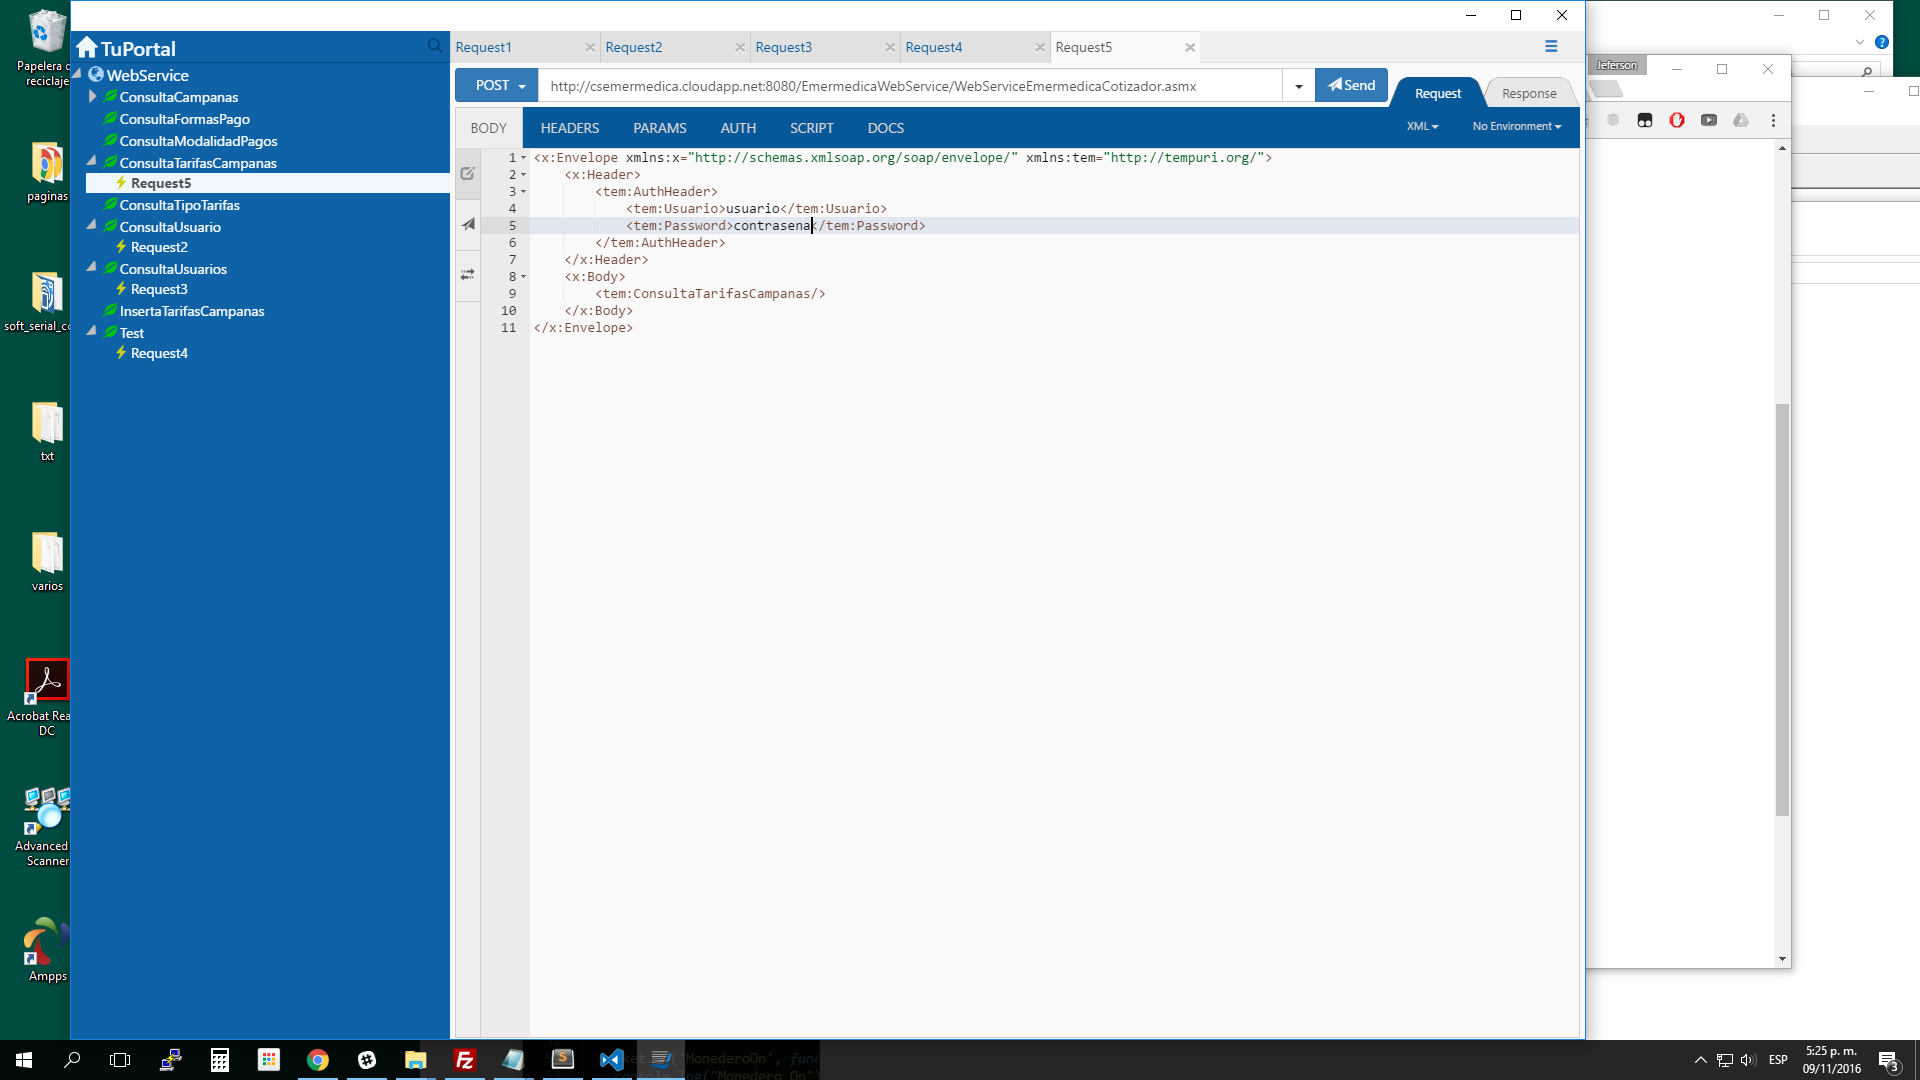 Papelera d
reciclaje
paginas
soft_serial_co
txt
varios
Acrobat Rea
DC
Advanced
Scanner
Ampps
TuPortal
WebService
ConsultaCampanas
ConsultaFormasPago
ConsultaModalidadPagos
ConsultaTarifasCampanas
Request5
ConsultaTipoTarifas
ConsultaUsuario
Request2
ConsultaUsuarios
Request3
InsertaTarifasCampanas
Test
Request4
Request1
Request2
Request3
Request4
Request5
POST
http://csemermedica.cloudapp.net:8080/EmermedicaWebService/WebServiceEmermedicaCotizador.asmx
Send
Request
Response
BODY
HEADERS
PARAMS
AUTH
SCRIPT
DOCS
XML
No Environment
1 <x:Envelope xmlns:x="http://schemas.xmlsoap.org/soap/envelope/" xmlns:tem="http://tempuri.org/">
2 <x:Header>
3 <tem:AuthHeader>
4 <tem:Usuario>usuario</tem:Usuario>
5 <tem:Password>contrasena</tem:Password>
6 </tem:AuthHeader>
7 </x:Header>
8 <x:Body>
9 <tem:ConsultaTarifasCampanas/>
10 </x:Body>
11 </x:Envelope>
Jeferson
ket.  ('MonederoOn', func
console.log("Monedero On")
ESP
5:25 p. m.
09/11/2016
3